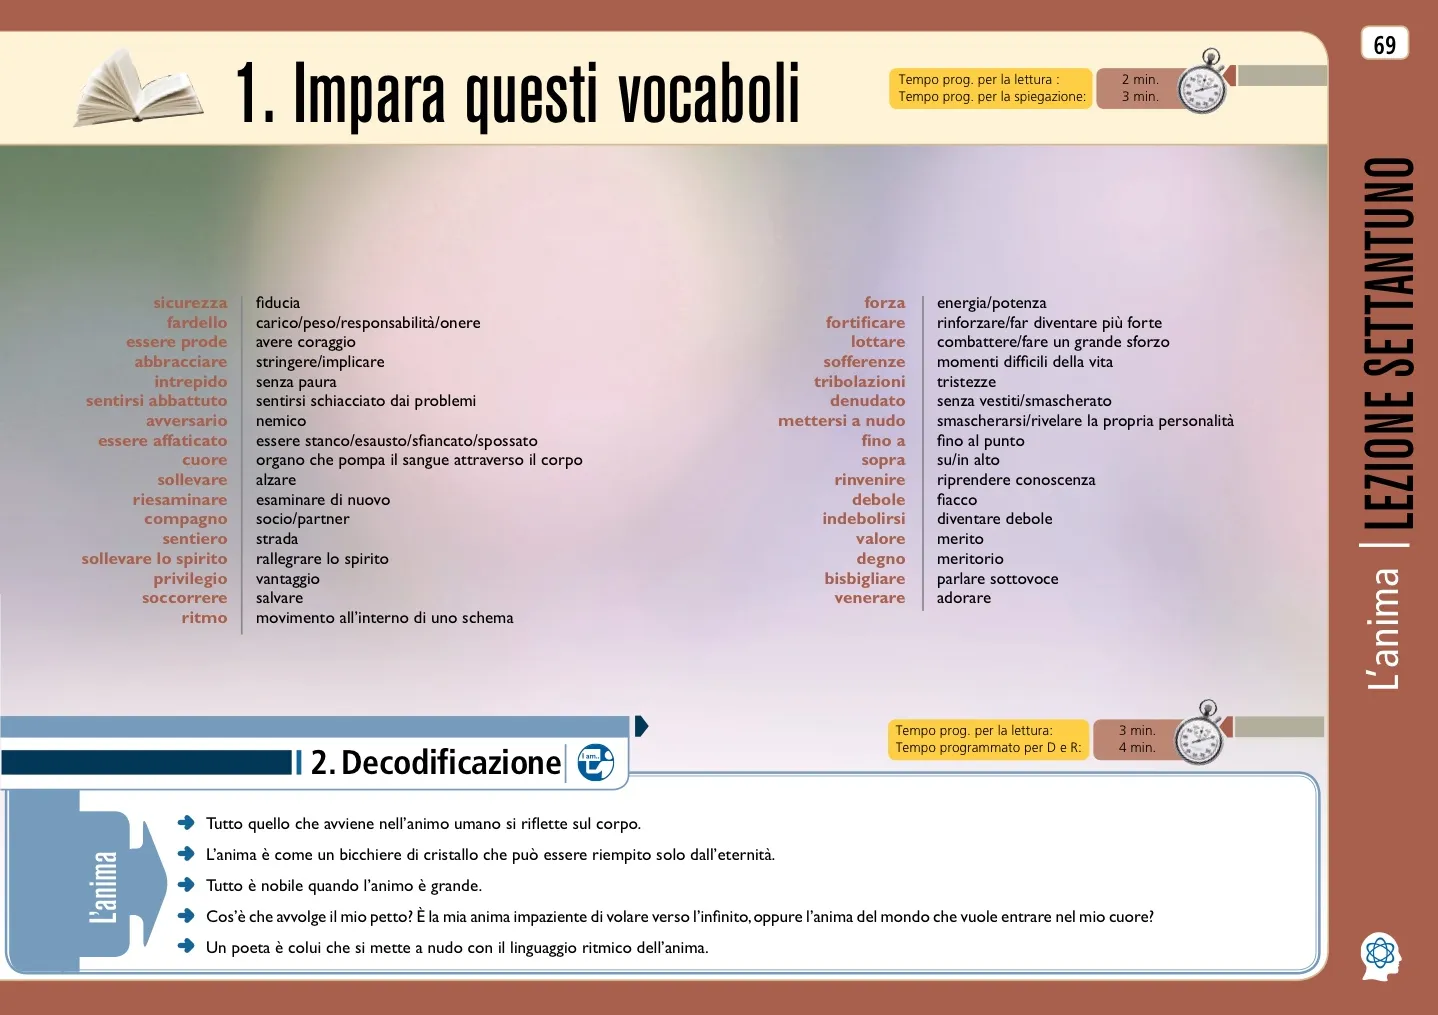 69
1. Impara questi vocaboli
Tempo prog. per la lettura : 2 min.
Tempo prog. per la spiegazione: 3 min.
LEZIONE SETTANTUNO
L'anima
sicurezza fiducia
fardello carico/peso/responsabilità/onere
essere prode avere coraggio
abbracciare stringere/implicare
intrepido senza paura
sentirsi abbattuto sentirsi schiacciato dai problemi
avversario nemico
essere affaticato essere stanco/esausto/sfiancato/spossato
cuore organo che pompa il sangue attraverso il corpo
sollevare alzare
riesaminare esaminare di nuovo
compagno socio/partner
sentiero strada
sollevare lo spirito rallegrare lo spirito
privilegio vantaggio
soccorrere salvare
ritmo movimento all'interno di uno schema
forza energia/potenza
fortificare rinforzare/far diventare più forte
lottare combattere/fare un grande sforzo
sofferenze momenti difficili della vita
tribolazioni tristezze
denudato senza vestiti/smascherato
mettersi a nudo smascherarsi/rivelare la propria personalità
fino a fino al punto
sopra su/in alto
rinvenire riprendere conoscenza
debole fiacco
indebolirsi diventare debole
valore merito
degno meritorio
bisbigliare parlare sottovoce
venerare adorare
2. Decodificazione
I am...
Tempo prog. per la lettura: 3 min.
Tempo programmato per D e R: 4 min.
L'anima
Tutto quello che avviene nell'animo umano si riflette sul corpo.
L'anima è come un bicchiere di cristallo che può essere riempito solo dall'eternità.
Tutto è nobile quando l'animo è grande.
Cos'è che avvolge il mio petto? È la mia anima impaziente di volare verso l'infinito, oppure l'anima del mondo che vuole entrare nel mio cuore?
Un poeta è colui che si mette a nudo con il linguaggio ritmico dell'anima.